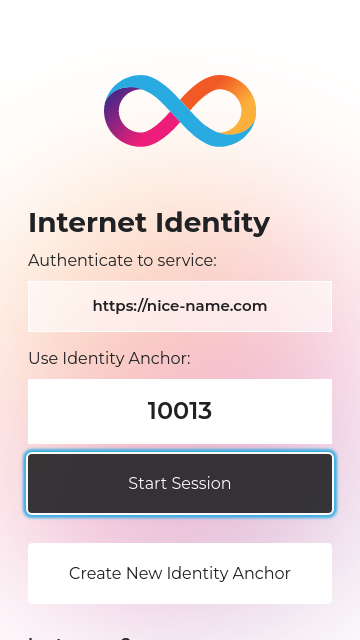 Internet Identity
Authenticate to service:
https://nice-name.com
Use Identity Anchor:
10013
Start Session
Create New Identity Anchor